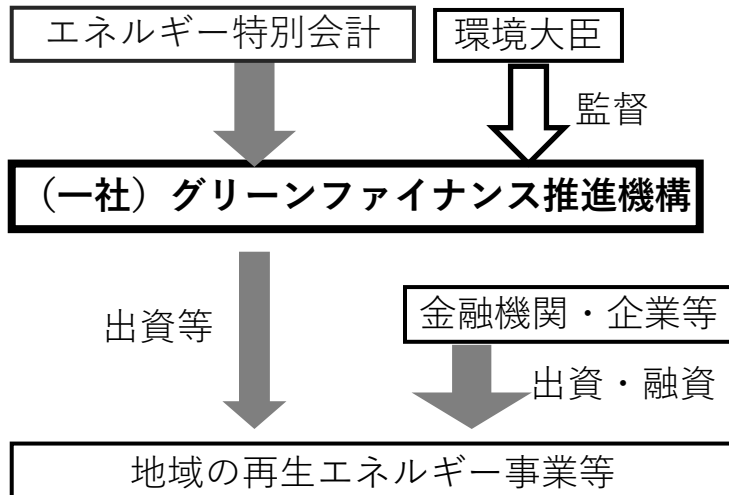 エネルギー特別会計
環境大臣
監督
（一社）グリーンファイナンス推進機構
出資等
金融機関・企業等
出資・融資
地域の再生エネルギー事業等